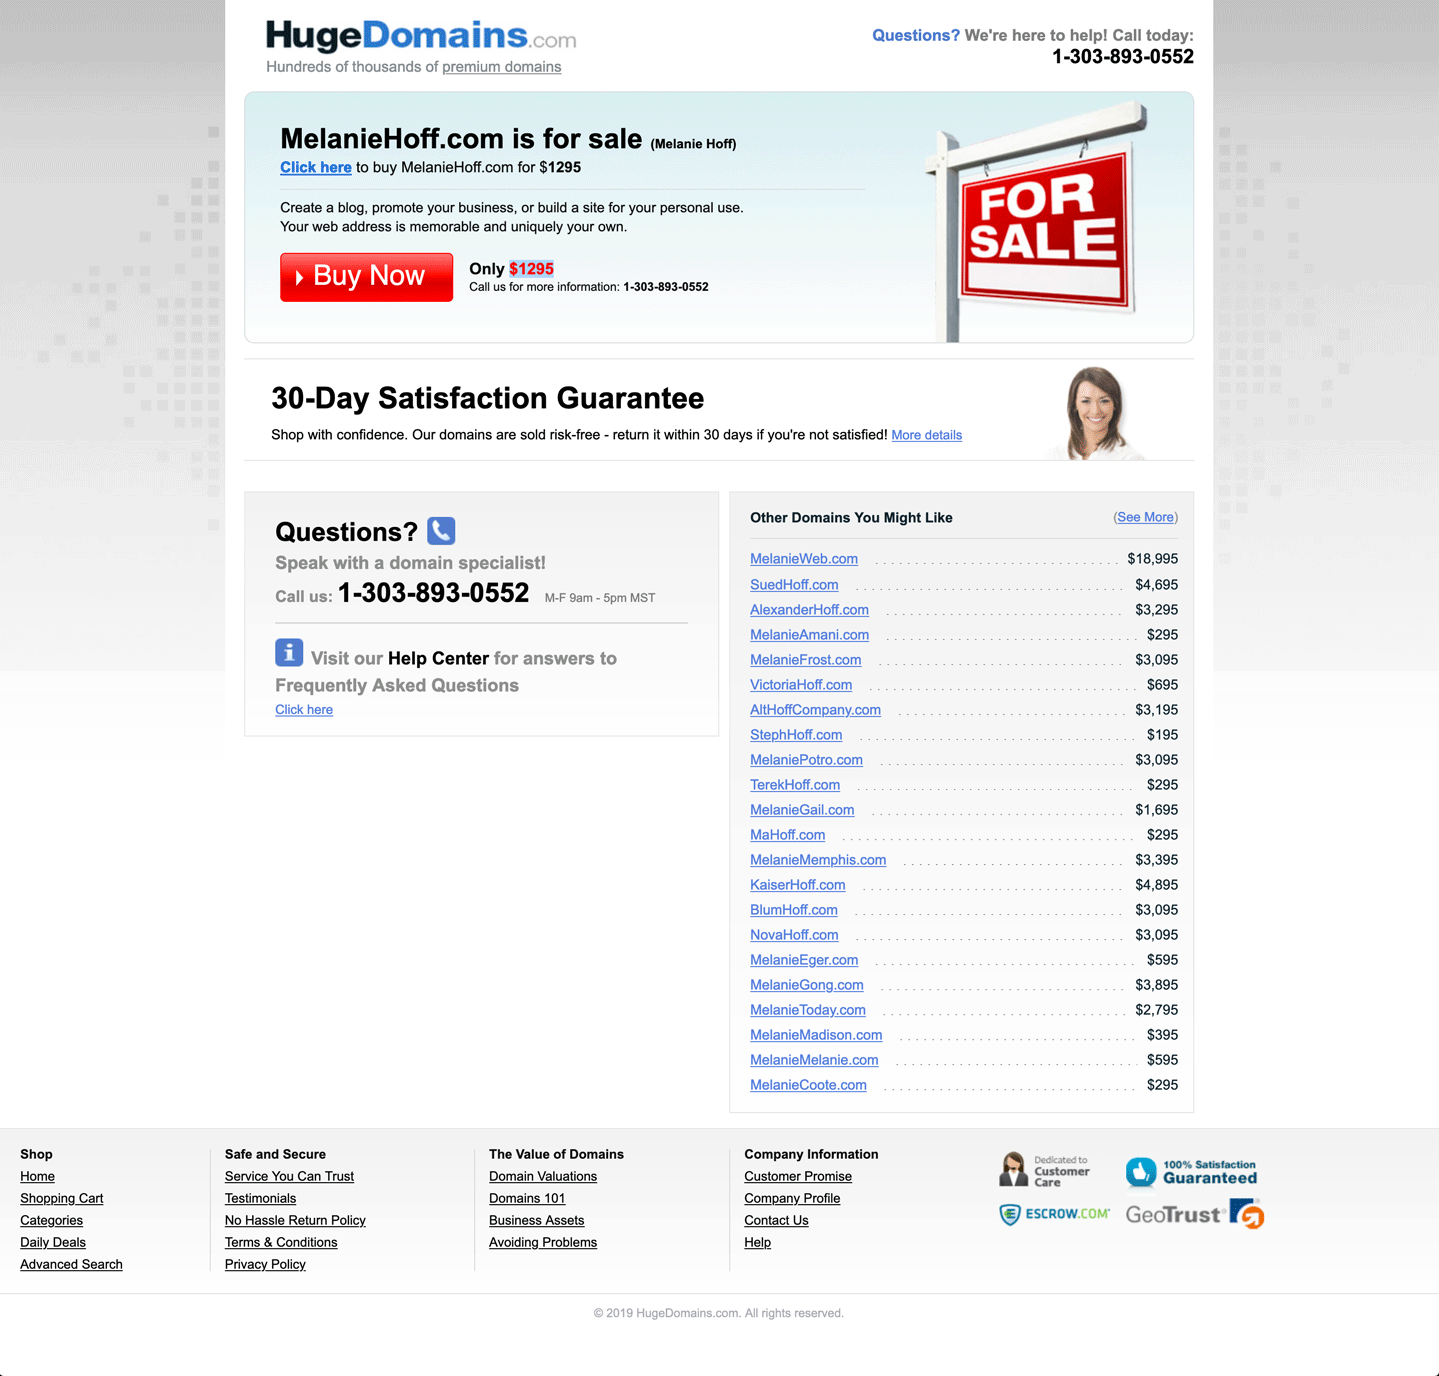 HugeDomains.com
Hundreds of thousands of premium domains
Questions? We're here to help! Call today:
1-303-893-0552
MelanieHoff.com is for sale (Melanie Hoff)
Click here to buy MelanieHoff.com for $1295
Create a blog, promote your business, or build a site for your personal use.
Your web address is memorable and uniquely your own.
Buy Now
Only $1295
Call us for more information: 1-303-893-0552
FOR
SALE
30-Day Satisfaction Guarantee
Shop with confidence. Our domains are sold risk-free - return it within 30 days if you're not satisfied! More details
Questions?
Speak with a domain specialist!
Call us: 1-303-893-0552 M-F 9am - 5pm MST
Visit our Help Center for answers to
Frequently Asked Questions
Click here
Other Domains You Might Like (See More)
MelanieWeb.com $18,995
SuedHoff.com $4,695
AlexanderHoff.com $3,295
MelanieAmani.com $295
MelanieFrost.com $3,095
VictoriaHoff.com $695
AltHoffCompany.com $3,195
StephHoff.com $195
MelaniePotro.com $3,095
TerekHoff.com $295
MelanieGail.com $1,695
MaHoff.com $295
MelanieMemphis.com $3,395
KaiserHoff.com $4,895
BlumHoff.com $3,095
NovaHoff.com $3,095
MelanieEger.com $595
MelanieGong.com $3,895
MelanieToday.com $2,795
MelanieMadison.com $395
MelanieMelanie.com $595
MelanieCoote.com $295
Shop
Home
Shopping Cart
Categories
Daily Deals
Advanced Search
Safe and Secure
Service You Can Trust
Testimonials
No Hassle Return Policy
Terms & Conditions
Privacy Policy
The Value of Domains
Domain Valuations
Domains 101
Business Assets
Avoiding Problems
Company Information
Customer Promise
Company Profile
Contact Us
Help
Dedicated to
Customer
Care
100% Satisfaction
Guaranteed
ESCROW.COM
GeoTrust
© 2019 HugeDomains.com. All rights reserved.